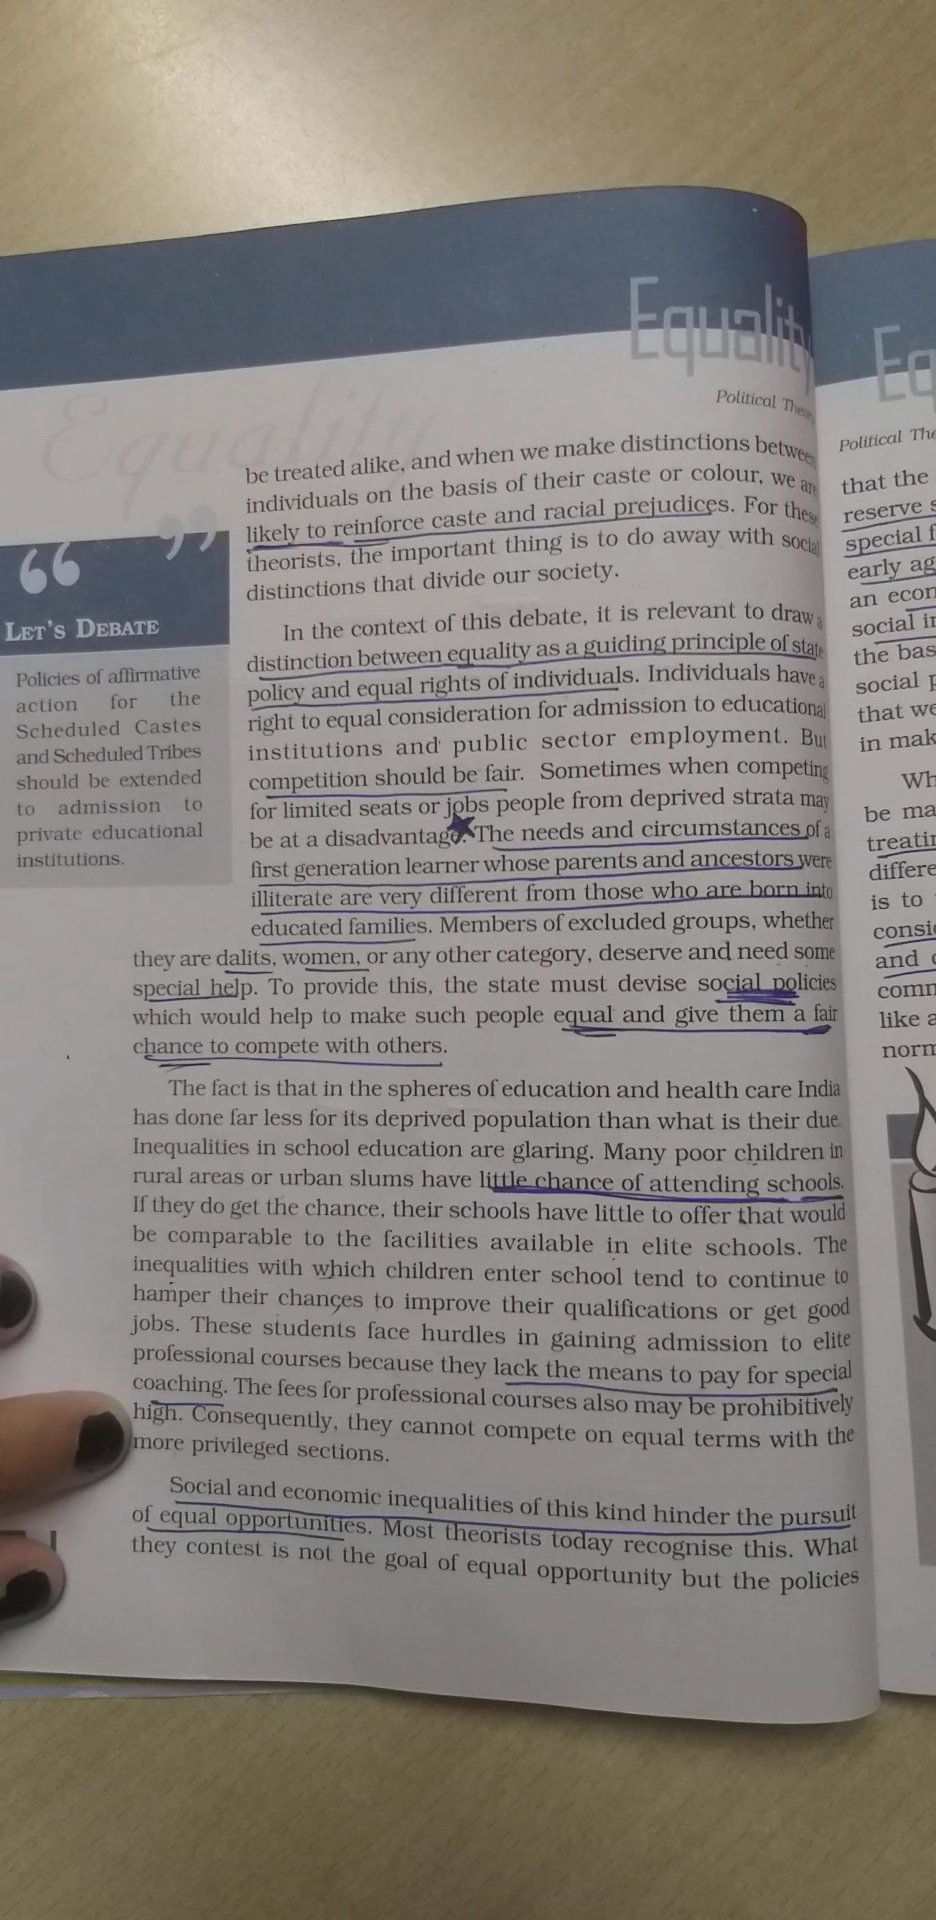 Equality
Political Theory
be treated alike, and when we make distinctions between
individuals on the basis of their caste or colour, we are
likely to reinforce caste and racial prejudices. For these
theorists, the important thing is to do away with social
distinctions that divide our society.
In the context of this debate, it is relevant to draw a
distinction between equality as a guiding principle of state
policy and equal rights of individuals. Individuals have a
right to equal consideration for admission to educational
institutions and public sector employment. But
competition should be fair. Sometimes when competing
for limited seats or jobs people from deprived strata may
be at a disadvantage. The needs and circumstances of a
first generation learner whose parents and ancestors were
illiterate are very different from those who are born into
educated families. Members of excluded groups, whether
they are dalits, women, or any other category, deserve and need some
special help. To provide this, the state must devise social policies
which would help to make such people equal and give them a fair
chance to compete with others.
The fact is that in the spheres of education and health care India
has done far less for its deprived population than what is their due.
Inequalities in school education are glaring. Many poor children in
rural areas or urban slums have little chance of attending schools.
If they do get the chance, their schools have little to offer that would
be comparable to the facilities available in elite schools. The
inequalities with which children enter school tend to continue to
hamper their chances to improve their qualifications or get good
jobs. These students face hurdles in gaining admission to elite
professional courses because they lack the means to pay for special
coaching. The fees for professional courses also may be prohibitively
high. Consequently, they cannot compete on equal terms with the
more privileged sections.
Social and economic inequalities of this kind hinder the pursuit
of equal opportunities. Most theorists today recognise this. What
they contest is not the goal of equal opportunity but the policies
Equality
“ ”
LET'S DEBATE
Policies of affirmative
action for the
Scheduled Castes
and Scheduled Tribes
should be extended
to admission to
private educational
institutions.
Political
that the
reserve
special
early
an
social
the
social
that
in
be
different
is to
and
like